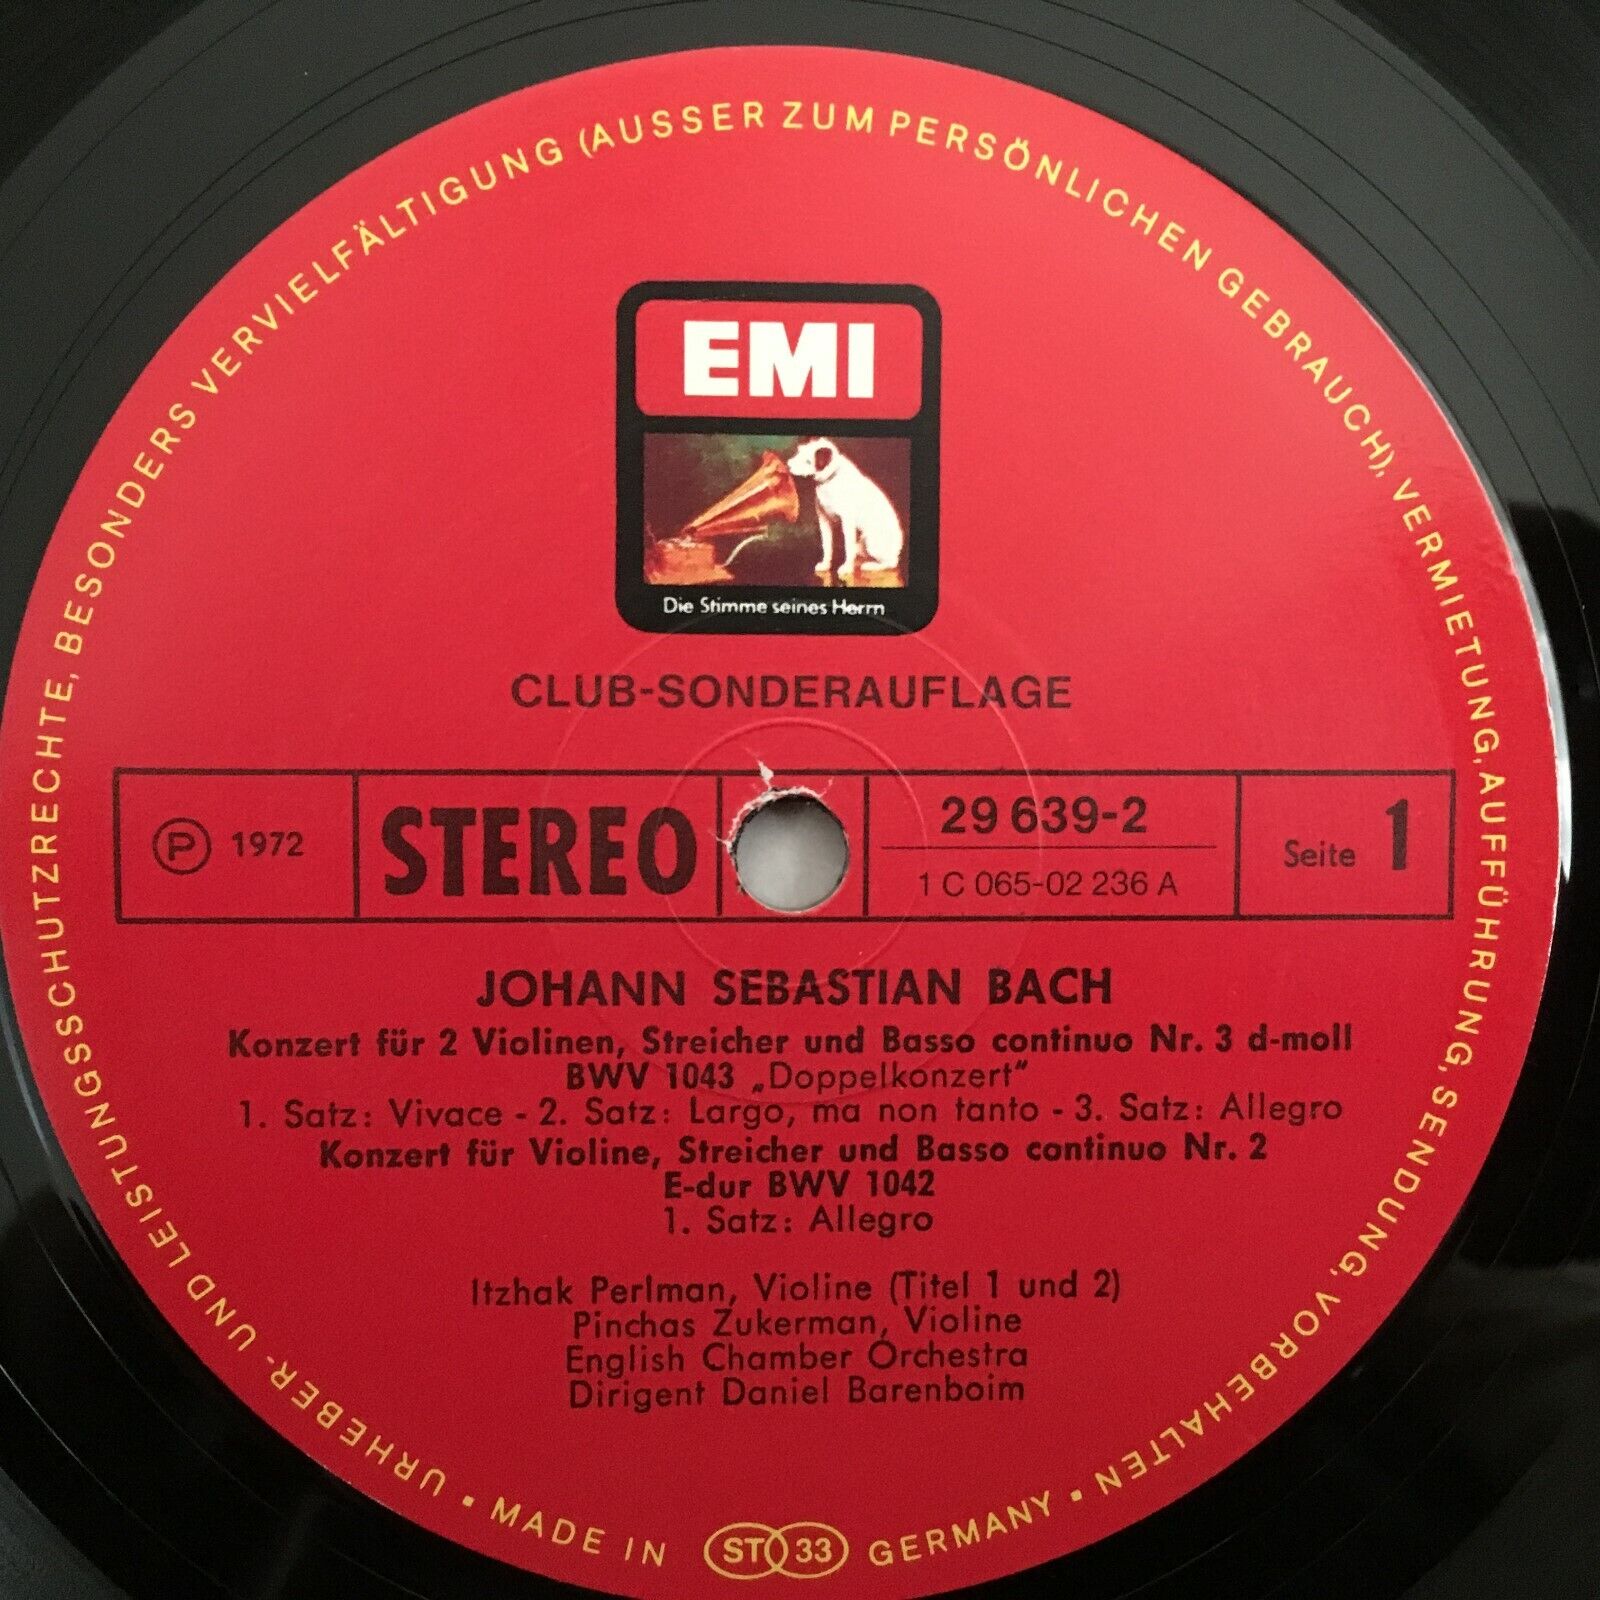 EMI
Die Stimme seines Herrn
CLUB-SONDERAUFLAGE
Ⓟ 1972
STEREO
29 639-2
1 C 065-02 236 A
Seite 1
JOHANN SEBASTIAN BACH
Konzert für 2 Violinen, Streicher und Basso continuo Nr. 3 d-moll
BWV 1043 „Doppelkonzert“
1. Satz: Vivace - 2. Satz: Largo, ma non tanto - 3. Satz: Allegro
Konzert für Violine, Streicher und Basso continuo Nr. 2
E-dur BWV 1042
1. Satz: Allegro
Itzhak Perlman, Violine (Titel 1 und 2)
Pinchas Zukerman, Violine
English Chamber Orchestra
Dirigent Daniel Barenboim
URHEBER- UND LEISTUNGSSCHUTZRECHTE, BESONDERS VERVIELFÄLTIGUNG (AUSSER ZUM PERSÖNLICHEN GEBRAUCH), VERMIETUNG, AUFFÜHRUNG, SENDUNG, VORBEHALTEN
▪ MADE IN ST 33 GERMANY ▪